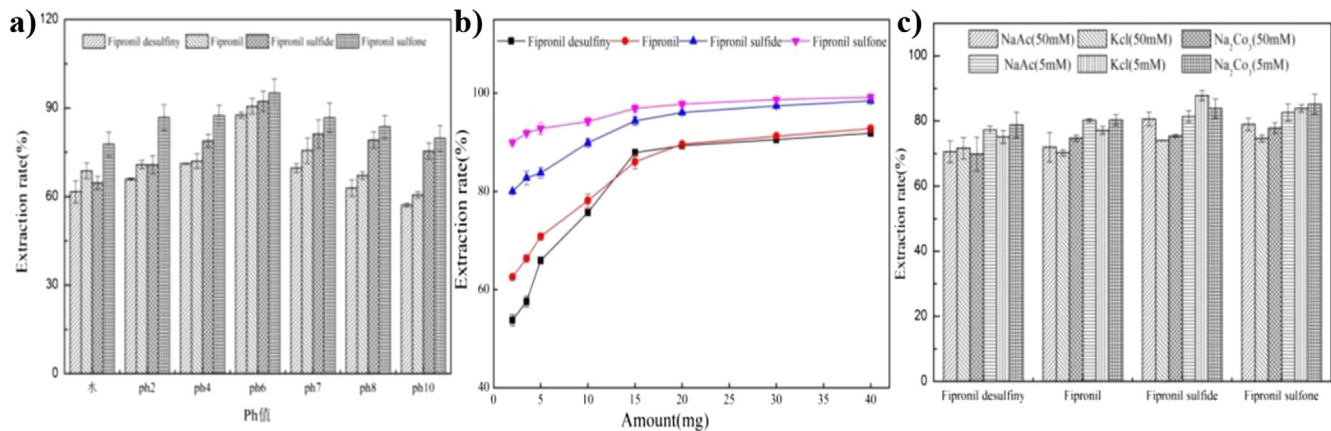 a)
120
90
60
30
0
Extraction rate(%)
Fipronil desulfiny Fipronil Fipronil sulfide Fipronil sulfone
水 ph2 ph4 ph6 ph7 ph8 ph10
Ph值
b)
120
100
80
60
40
Extraction rate(%)
Fipronil desulfiny Fipronil Fipronil sulfide Fipronil sulfone
0 5 10 15 20 25 30 35 40
Amount(mg)
c)
100
80
60
40
20
0
Extraction rate(%)
NaAc(50mM) Kcl(50mM) Na₂Co₃(50mM)
NaAc(5mM) Kcl(5mM) Na₂Co₃(5mM)
Fipronil desulfiny Fipronil Fipronil sulfide Fipronil sulfone